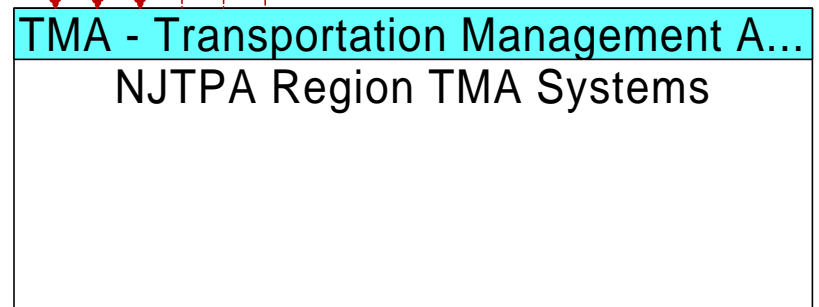 TMA - Transportation Management A...
NJTPA Region TMA Systems